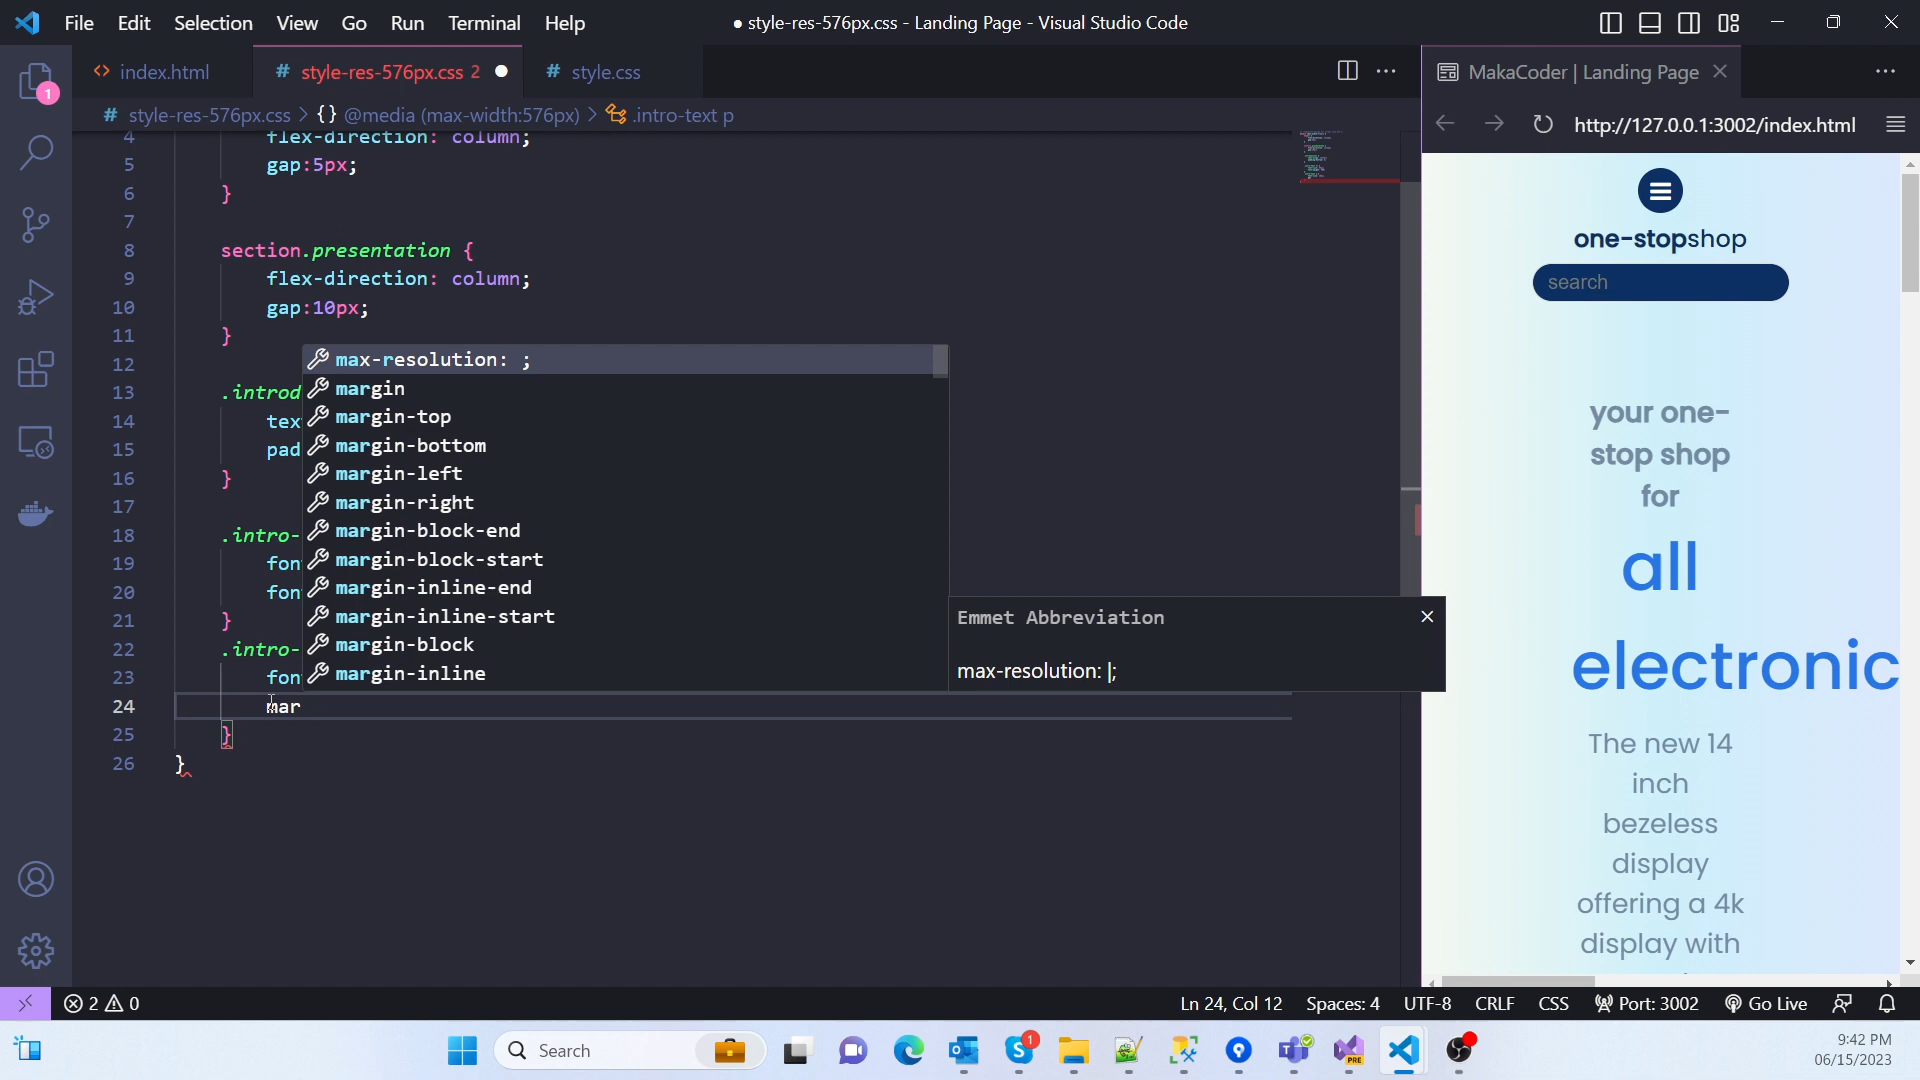 File Edit Selection View Go Run Terminal Help
● style-res-576px.css - Landing Page - Visual Studio Code
<> index.html
# style-res-576px.css 2 ●
# style.css
MakaCoder | Landing Page
1
# style-res-576px.css > {} @media (max-width:576px) > .intro-text p
http://127.0.0.1:3002/index.html
4 flex-direction: column;
5 gap:5px;
6 }
7
8 section.presentation {
9 flex-direction: column;
10 gap:10px;
11 }
12
13 .introd
14 tex
15 pad
16 }
17
18 .intro-
19 fon
20 fon
21 }
22 .intro-
23 fon
24 mar
25 }
26 }
max-resolution: ;
margin
margin-top
margin-bottom
margin-left
margin-right
margin-block-end
margin-block-start
margin-inline-end
margin-inline-start
margin-block
margin-inline
Emmet Abbreviation
max-resolution: |;
one-stopshop
search
your one-
stop shop
for
all
electronic
The new 14
inch
bezeless
display
offering a 4k
display with
2 0
Ln 24, Col 12 Spaces: 4 UTF-8 CRLF CSS Port: 3002 Go Live
Search
1
PRE
9:42 PM
06/15/2023